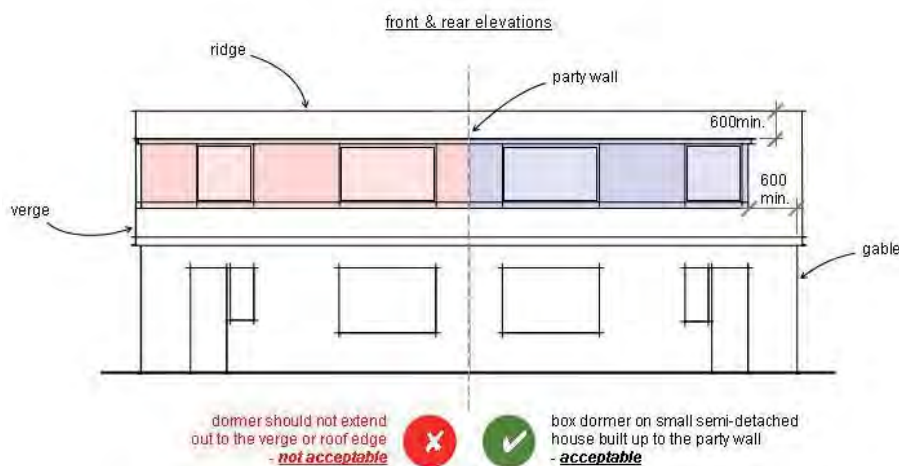 front & rear elevations
ridge
party wall
600min.
600
min.
verge
gable
dormer should not extend
out to the verge or roof edge
- not acceptable
box dormer on small semi-detached
house built up to the party wall
- acceptable